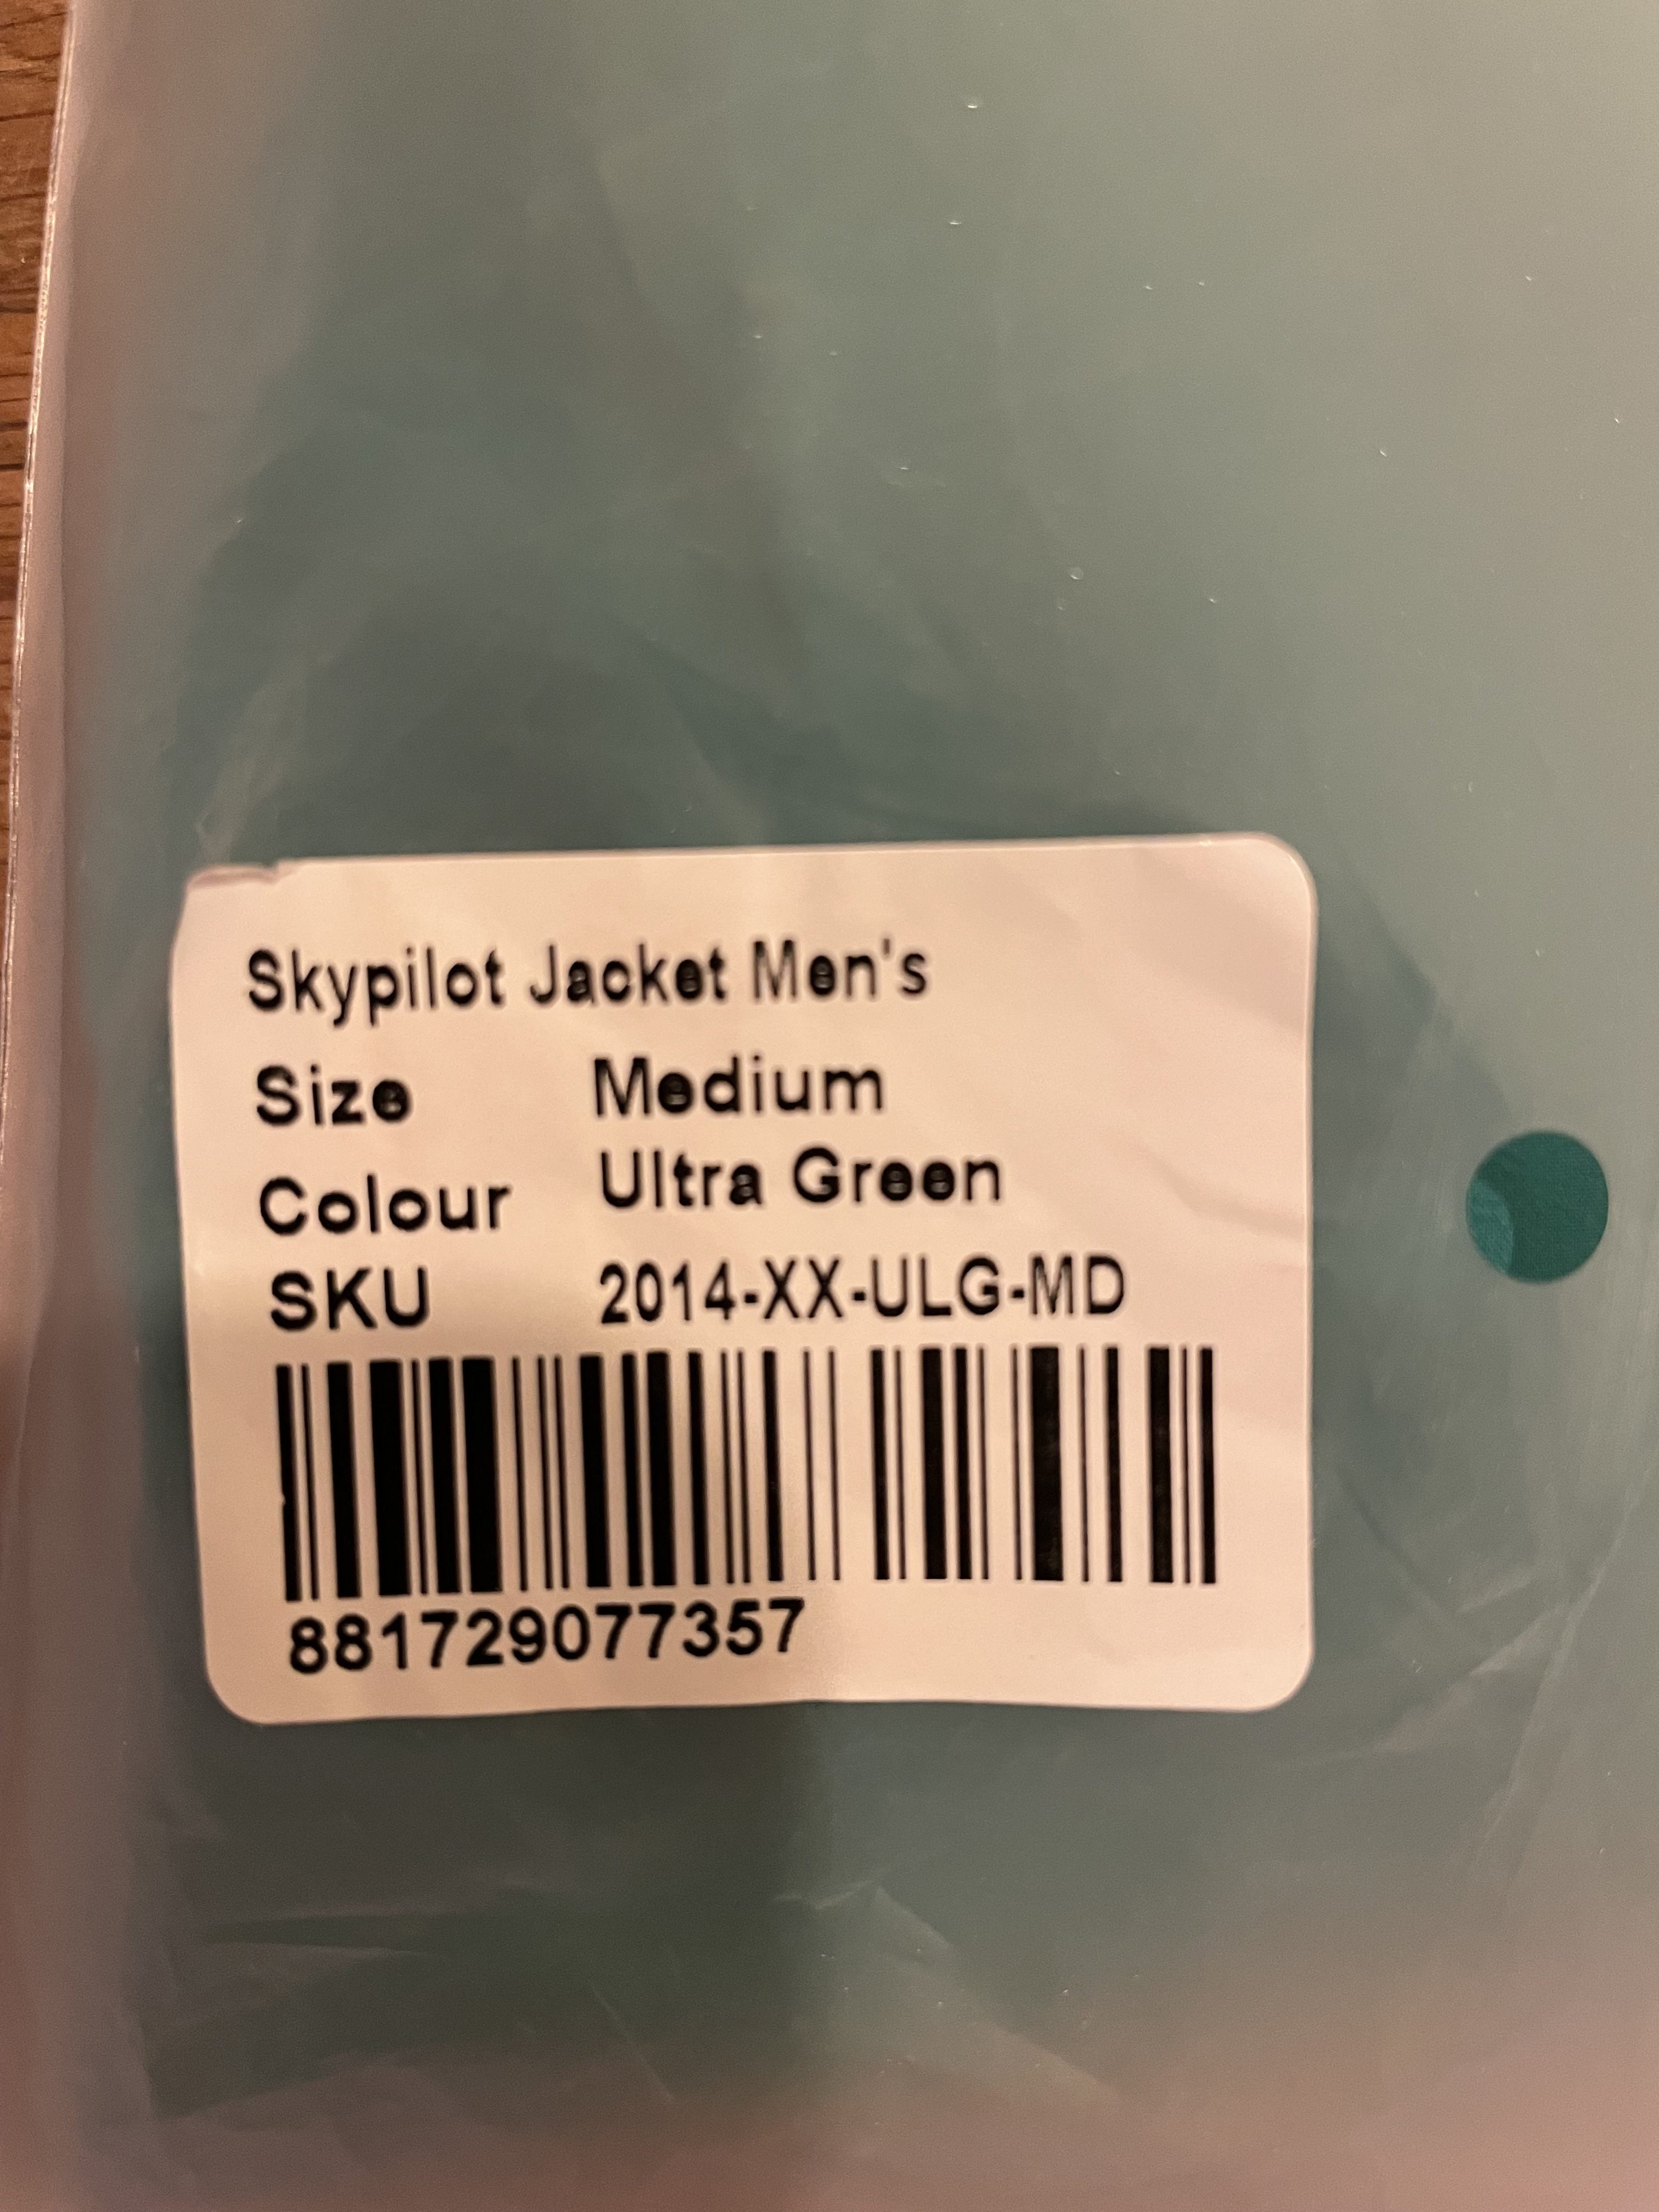 Skypilot Jacket Men's
Size Medium
Colour Ultra Green
SKU 2014-XX-ULG-MD
881729077357